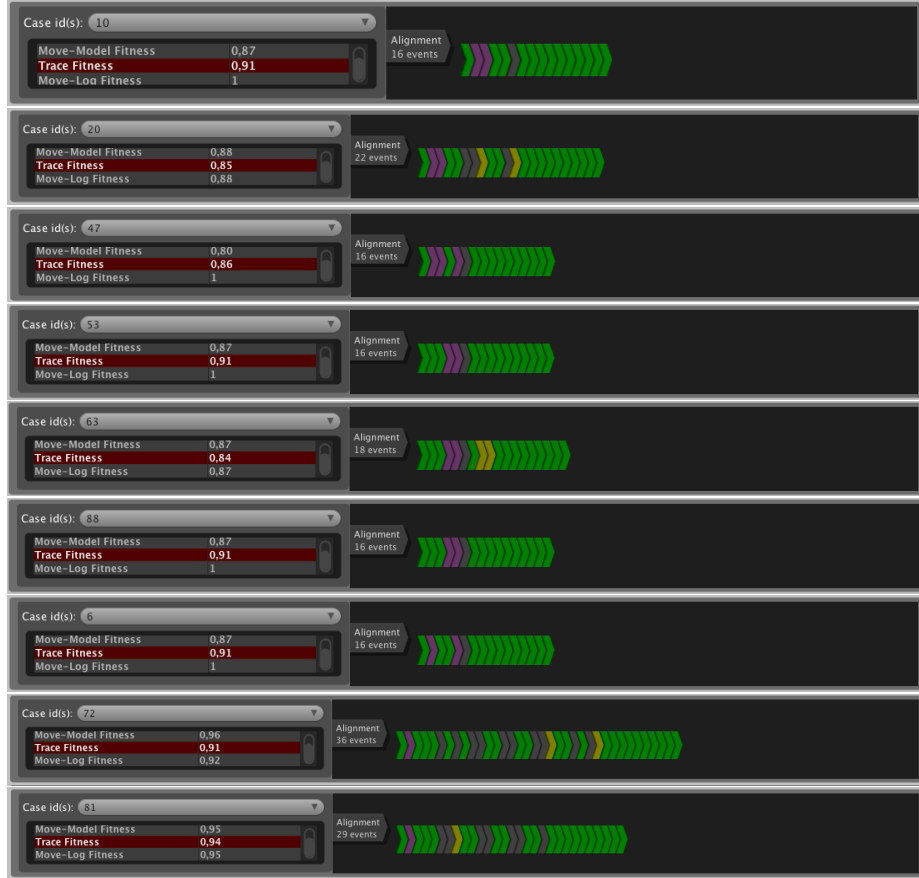 Case id(s): 10
Move-Model Fitness 0,87
Trace Fitness 0,91
Move-Log Fitness 1
Alignment
16 events
Case id(s): 20
Move-Model Fitness 0,88
Trace Fitness 0,85
Move-Log Fitness 0,88
Alignment
22 events
Case id(s): 47
Move-Model Fitness 0,80
Trace Fitness 0,86
Move-Log Fitness 1
Alignment
16 events
Case id(s): 53
Move-Model Fitness 0,87
Trace Fitness 0,91
Move-Log Fitness 1
Alignment
16 events
Case id(s): 63
Move-Model Fitness 0,87
Trace Fitness 0,84
Move-Log Fitness 0,87
Alignment
18 events
Case id(s): 88
Move-Model Fitness 0,87
Trace Fitness 0,91
Move-Log Fitness 1
Alignment
16 events
Case id(s): 6
Move-Model Fitness 0,87
Trace Fitness 0,91
Move-Log Fitness 1
Alignment
16 events
Case id(s): 72
Move-Model Fitness 0,96
Trace Fitness 0,91
Move-Log Fitness 0,92
Alignment
36 events
Case id(s): 81
Move-Model Fitness 0,95
Trace Fitness 0,94
Move-Log Fitness 0,95
Alignment
29 events